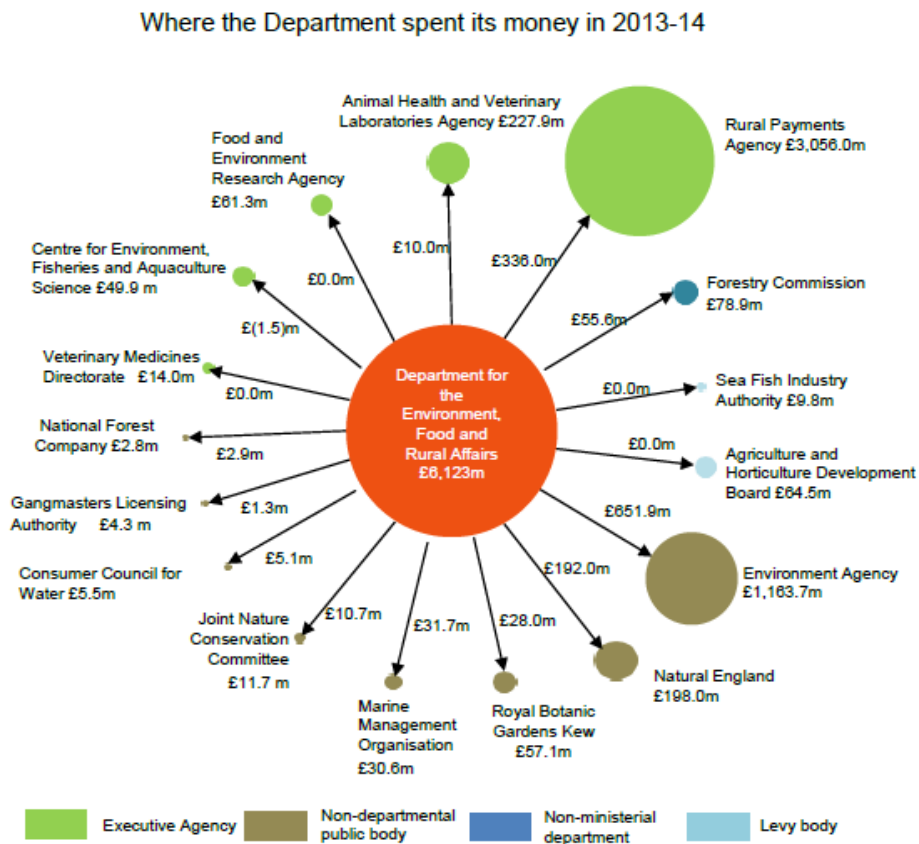 Where the Department spent its money in 2013-14
Animal Health and Veterinary
Laboratories Agency £227.9m
Rural Payments
Agency £3,056.0m
Food and
Environment
Research Agency
£61.3m
Centre for Environment,
Fisheries and Aquaculture
Science £49.9 m
£10.0m
£336.0m
£0.0m
Forestry Commission
£78.9m
£55.6m
£(1.5)m
Veterinary Medicines
Directorate £14.0m
£0.0m
Department for
the
Environment,
Food and
Rural Affairs
£6,123m
£0.0m
Sea Fish Industry
Authority £9.8m
National Forest
Company £2.8m
£2.9m
£0.0m
Agriculture and
Horticulture Development
Board £64.5m
Gangmasters Licensing
Authority £4.3 m
£1.3m
£651.9m
Consumer Council for
Water £5.5m
£5.1m
£192.0m
Environment Agency
£1,163.7m
Joint Nature
Conservation
Committee
£11.7 m
£10.7m
£31.7m
£28.0m
Natural England
£198.0m
Marine
Management
Organisation
£30.6m
Royal Botanic
Gardens Kew
£57.1m
Executive Agency
Non-departmental
public body
Non-ministerial
department
Levy body